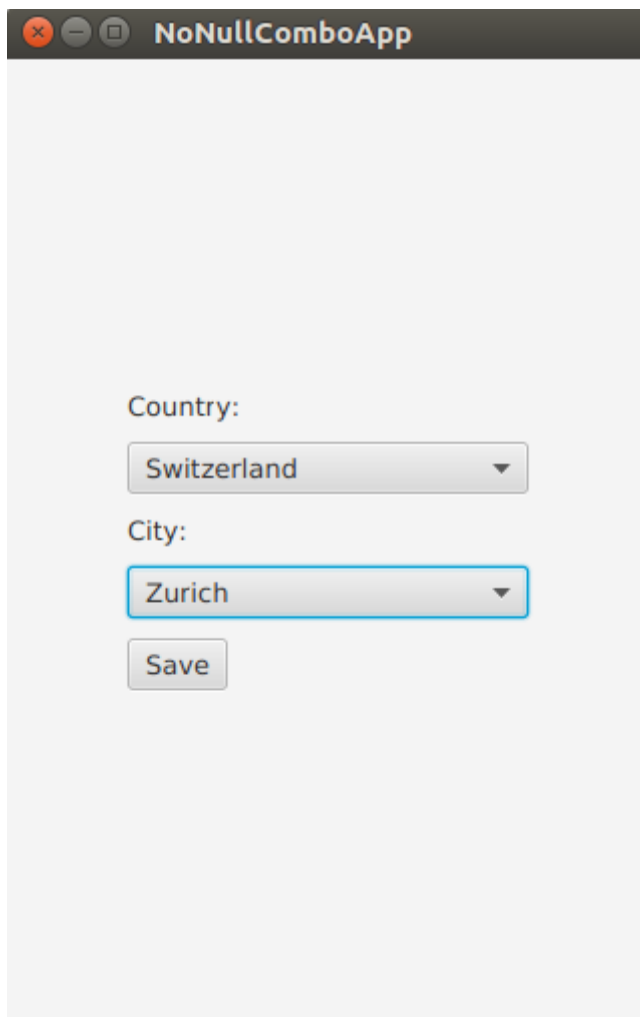 NoNullComboApp
Country:
Switzerland
City:
Zurich
Save